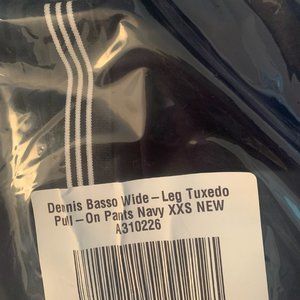 Dennis Basso Wide-Leg Tuxedo
Pull-On Pants Navy XXS NEW
A310226